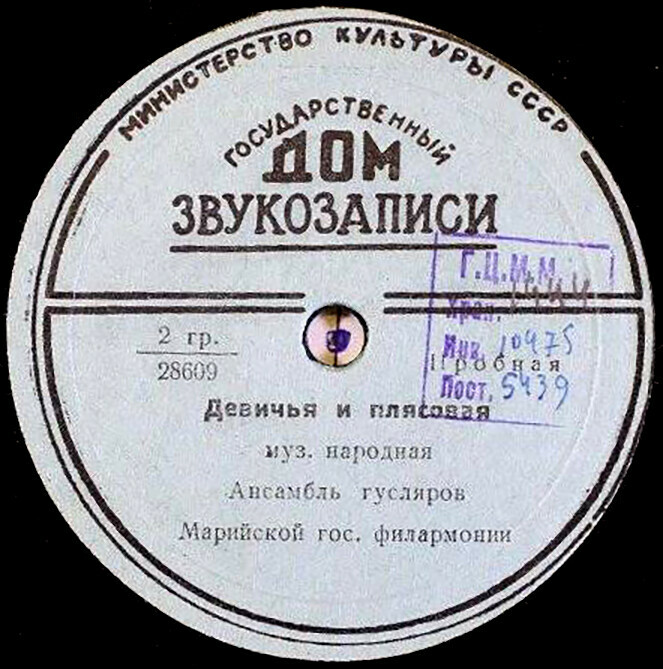 МИНИСТЕРСТВО КУЛЬТУРЫ СССР
ГОСУДАРСТВЕННЫЙ
ДОМ
ЗВУКОЗАПИСИ
Г.Ц.М.М.
Хран.
2 гр.
Инв. 10975
28609
Пробная
Пост. 5439
Девичья и плясовая
муз. народная
Ансамбль гусляров
Марийской гос. филармонии